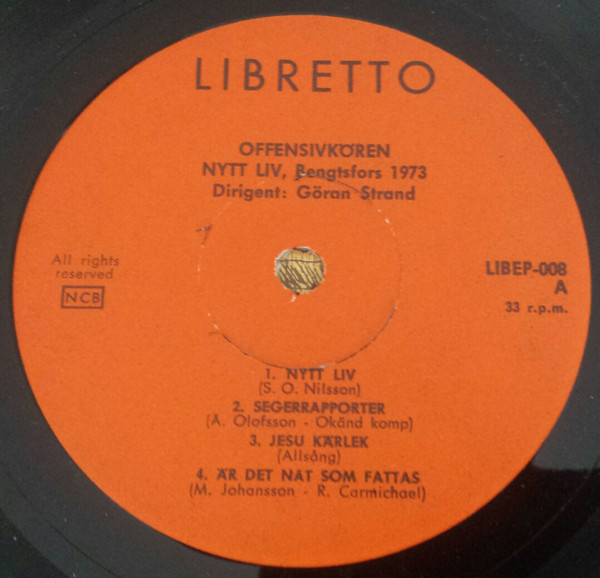 LIBRETTO
OFFENSIVKÖREN
NYTT LIV, Bengtsfors 1973
Dirigent: Göran Strand
All rights
reserved
NCB
LIBEP-008
A
33 r.p.m.
1. NYTT LIV
(S. O. Nilsson)
2. SEGERRAPPORTER
(Å. Olofsson - Okänd komp)
3. JESU KÄRLEK
(Allsång)
4. ÄR DET NÅT SOM FATTAS
(M. Johansson - R. Carmichael)